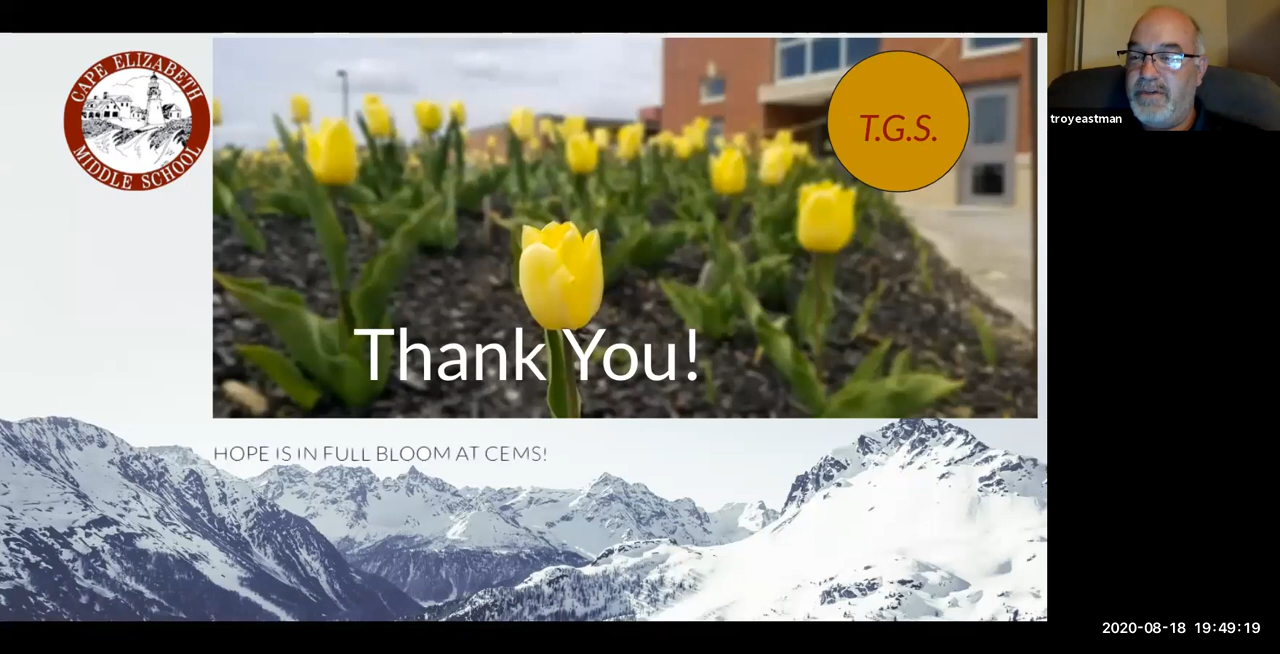 CAPE ELIZABETH
MIDDLE SCHOOL
T.G.S.
troyeastman
Thank You!
HOPE IS IN FULL BLOOM AT CEMS!
2020-08-18 19:49:19